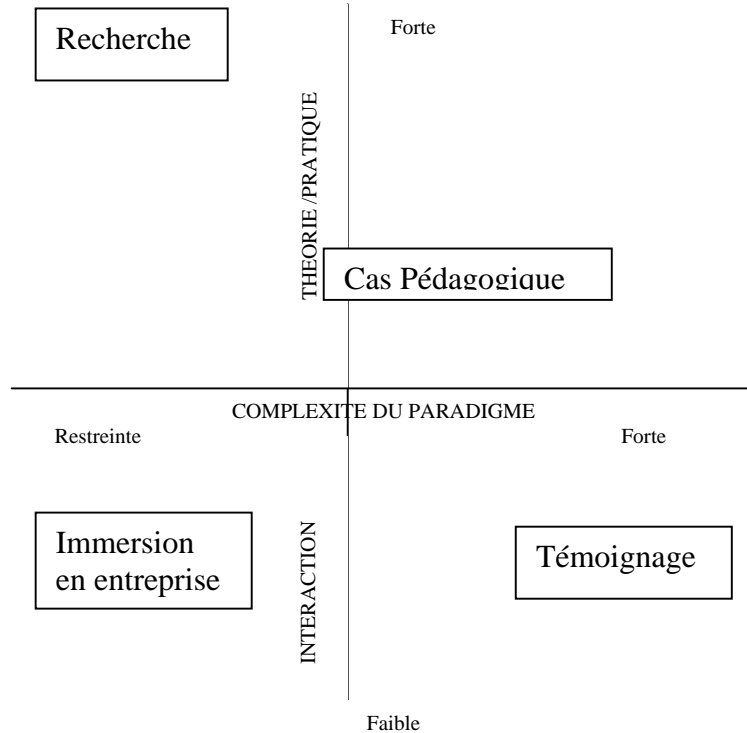 Recherche
Forte
THEORIE /PRATIQUE
Cas Pédagogique
COMPLEXITE DU PARADIGME
Restreinte
Forte
Immersion
en entreprise
INTERACTION
Témoignage
Faible